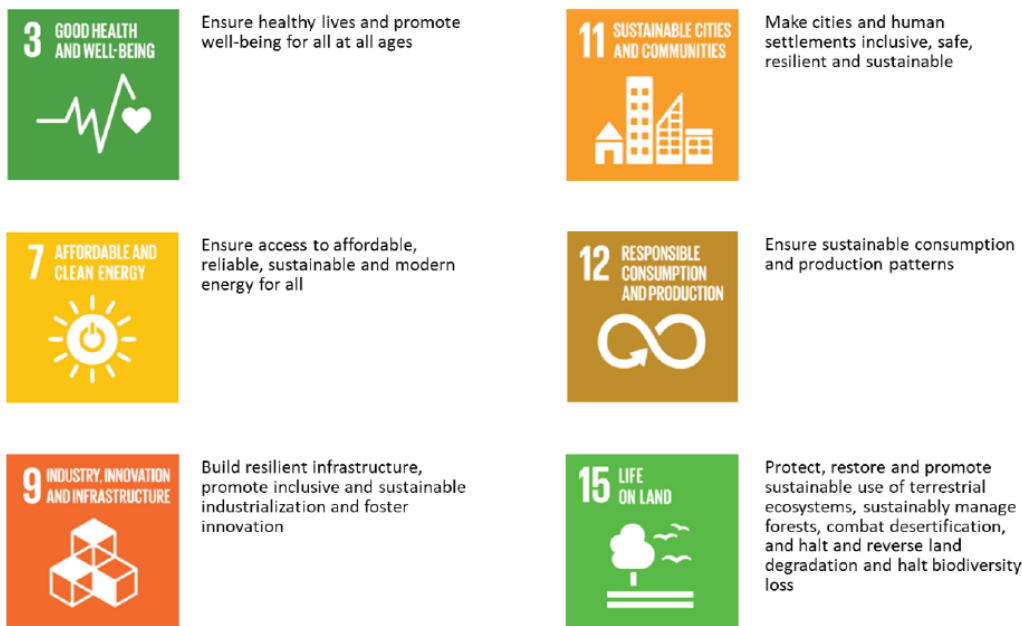 3 GOOD HEALTH
AND WELL-BEING
Ensure healthy lives and promote
well-being for all at all ages
11 SUSTAINABLE CITIES
AND COMMUNITIES
Make cities and human
settlements inclusive, safe,
resilient and sustainable
7 AFFORDABLE AND
CLEAN ENERGY
Ensure access to affordable,
reliable, sustainable and modern
energy for all
12 RESPONSIBLE
CONSUMPTION
AND PRODUCTION
Ensure sustainable consumption
and production patterns
9 INDUSTRY, INNOVATION
AND INFRASTRUCTURE
Build resilient infrastructure,
promote inclusive and sustainable
industrialization and foster
innovation
15 LIFE
ON LAND
Protect, restore and promote
sustainable use of terrestrial
ecosystems, sustainably manage
forests, combat desertification,
and halt and reverse land
degradation and halt biodiversity
loss